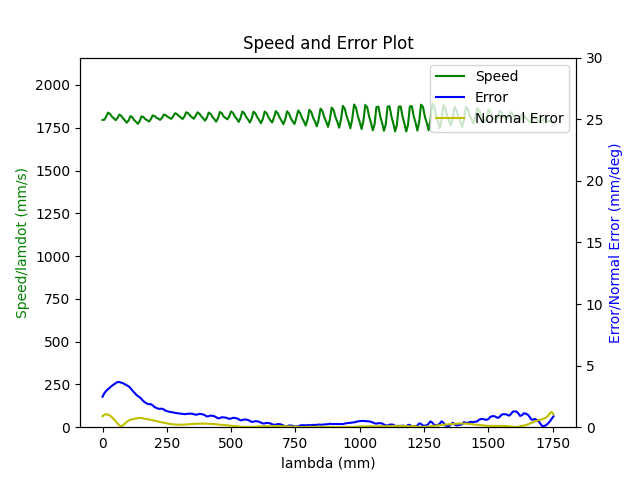 Speed and Error Plot
Speed
Error
Normal Error
Speed/lamdot (mm/s)
2000
1750
1500
1250
1000
750
500
250
0
30
25
20
15
10
5
0
Error/Normal Error (mm/deg)
0 250 500 750 1000 1250 1500 1750
lambda (mm)